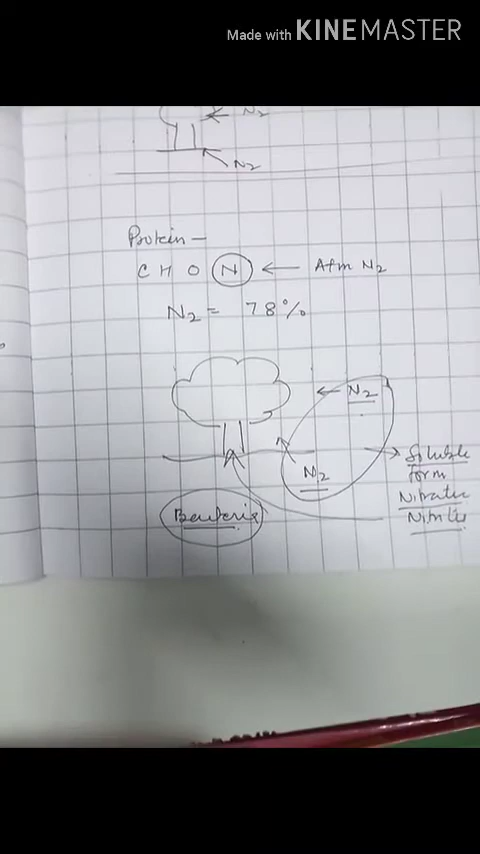 Made with KINEMASTER
N2
N2
Protein —
C H O N ← Atm N2
N2 = 78%
← N2
N2
→ Soluble
form
Nitrates
Nitrites
Bacteria